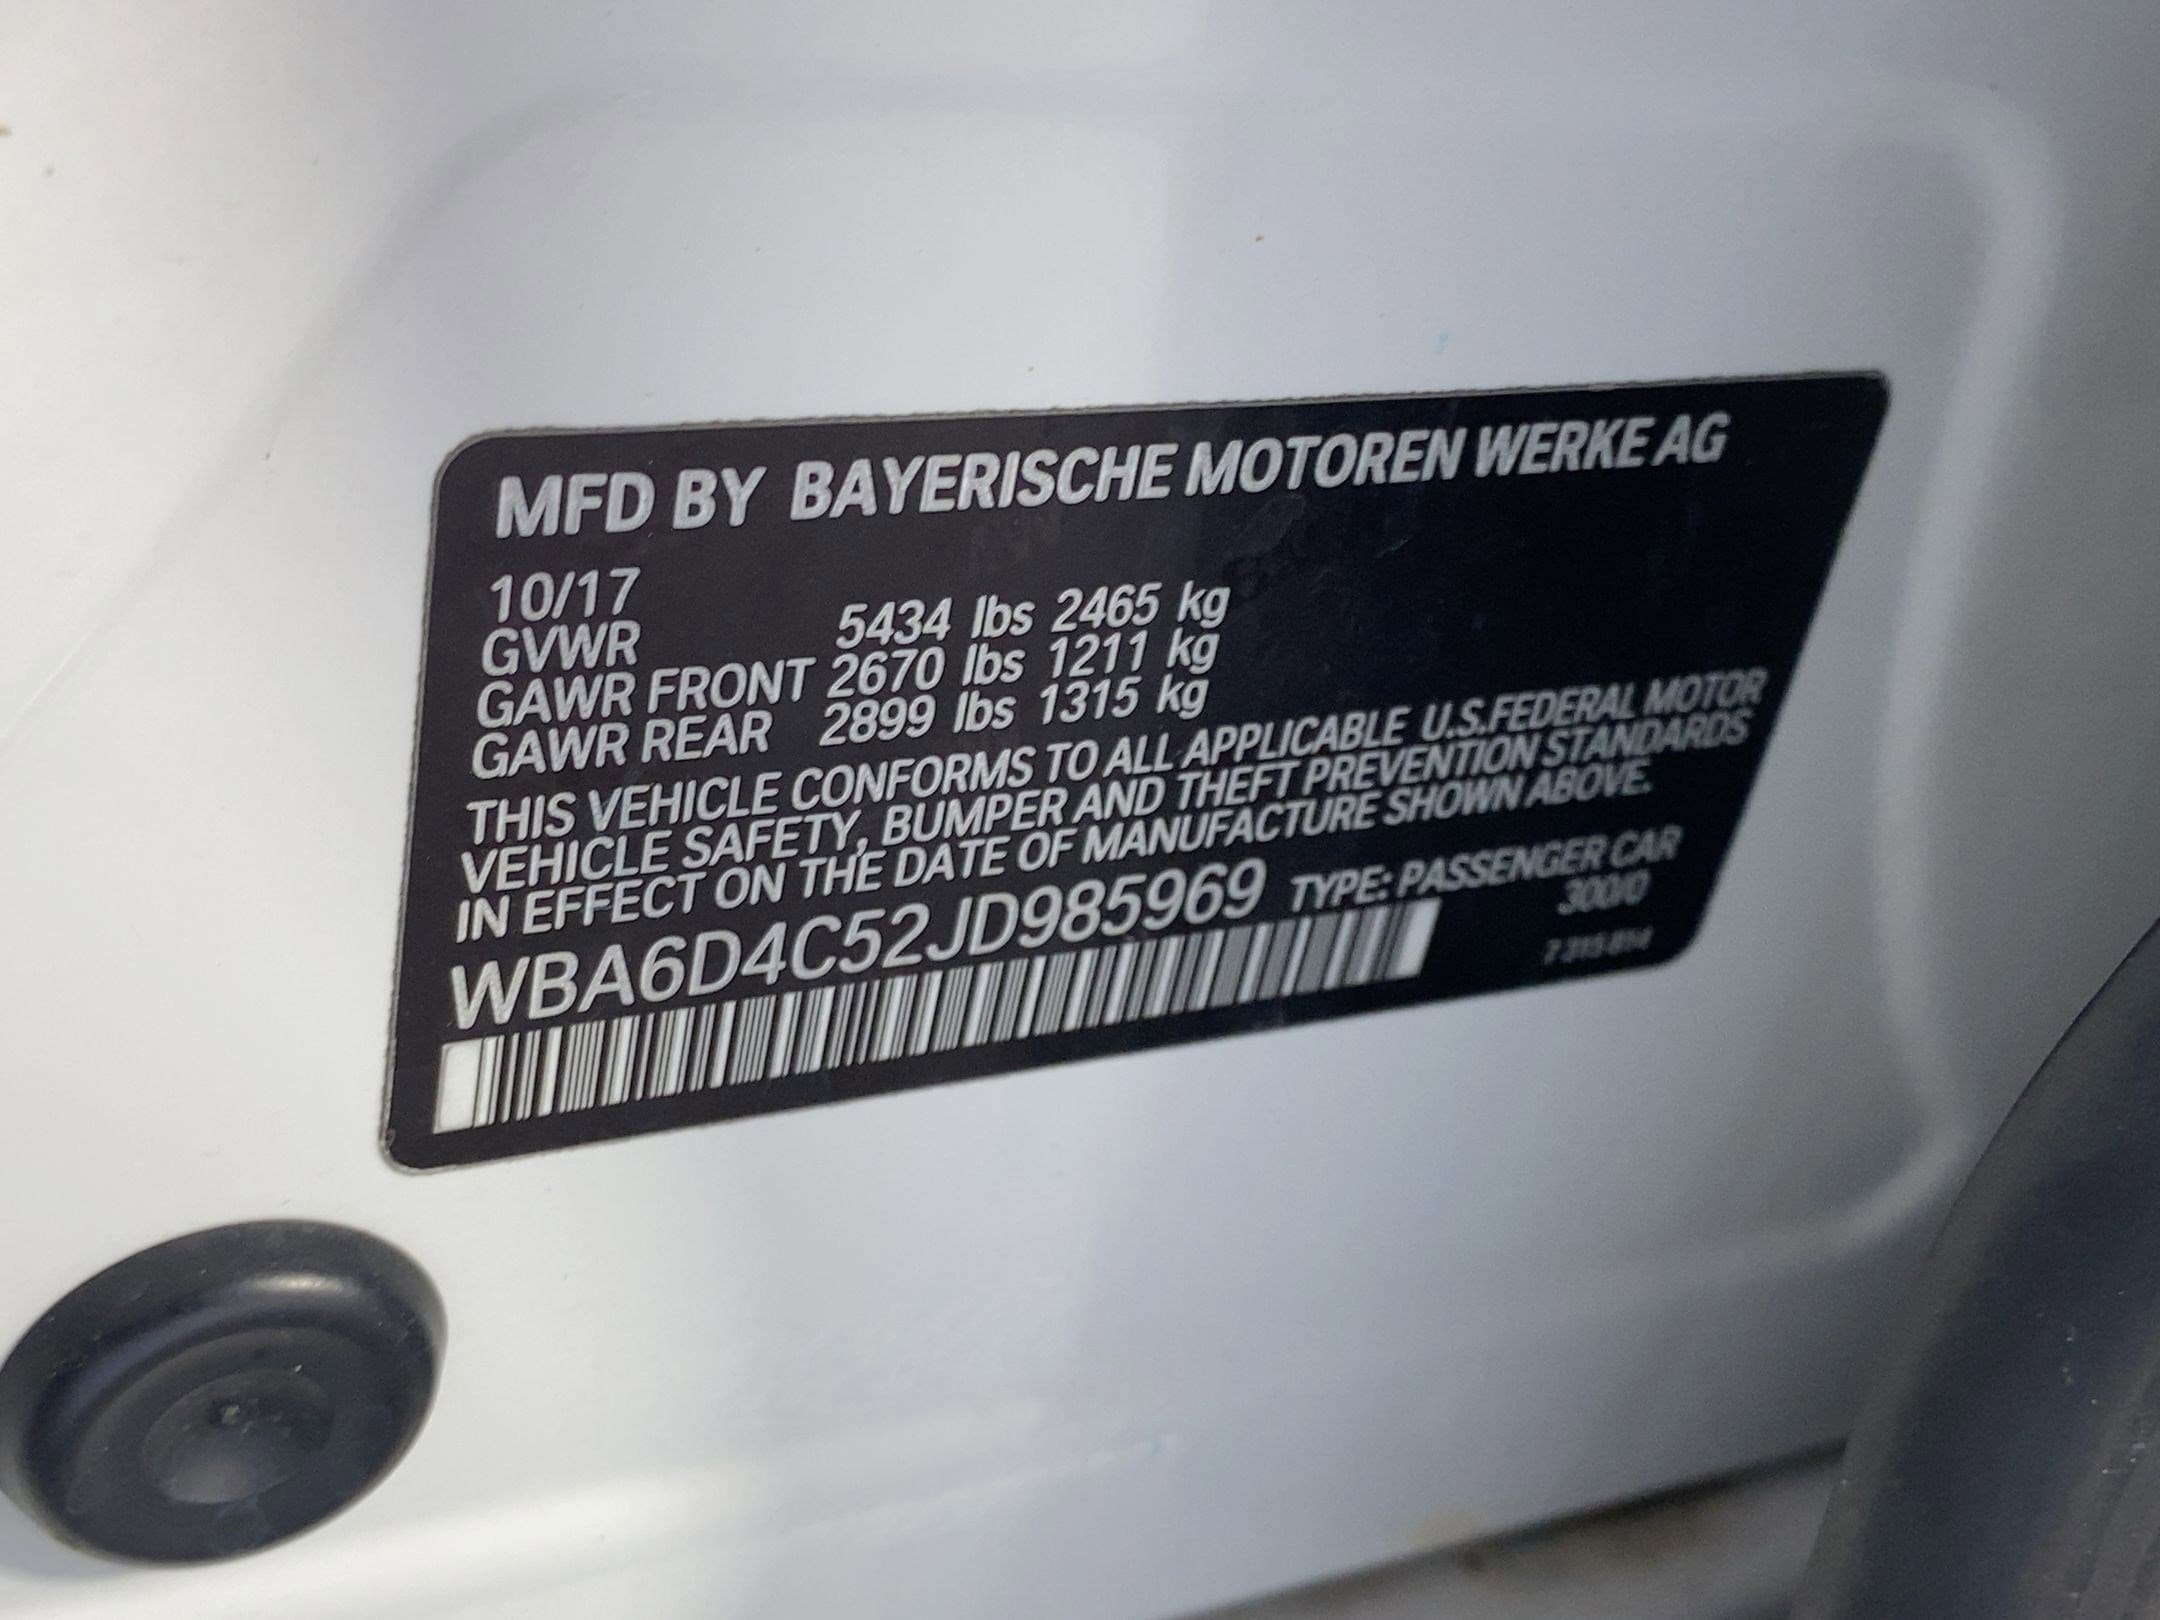 MFD BY BAYERISCHE MOTOREN WERKE AG
10/17
GVWR 5434 lbs 2465 kg
GAWR FRONT 2670 lbs 1211 kg
GAWR REAR 2899 lbs 1315 kg
THIS VEHICLE CONFORMS TO ALL APPLICABLE U.S.FEDERAL MOTOR
VEHICLE SAFETY, BUMPER AND THEFT PREVENTION STANDARDS
IN EFFECT ON THE DATE OF MANUFACTURE SHOWN ABOVE.
WBA6D4C52JD985969 TYPE: PASSENGER CAR
300/0